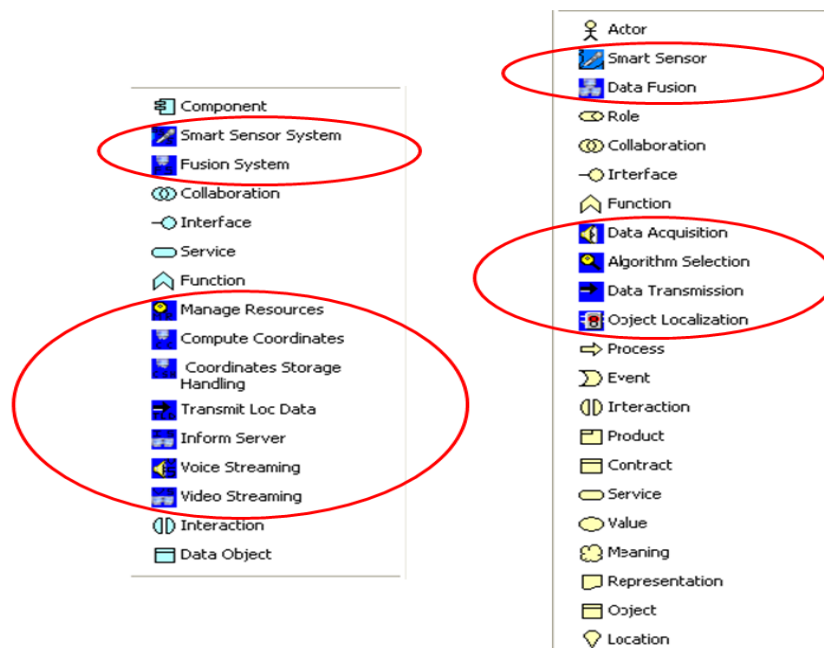 Component
Smart Sensor System
Fusion System
Collaboration
Interface
Service
Function
Manage Resources
Compute Coordinates
Coordinates Storage
Handling
Transmit Loc Data
Inform Server
Voice Streaming
Video Streaming
Interaction
Data Object
Actor
Smart Sensor
Data Fusion
Role
Collaboration
Interface
Function
Data Acquisition
Algorithm Selection
Data Transmission
Object Localization
Process
Event
Interaction
Product
Contract
Service
Value
Meaning
Representation
Object
Location